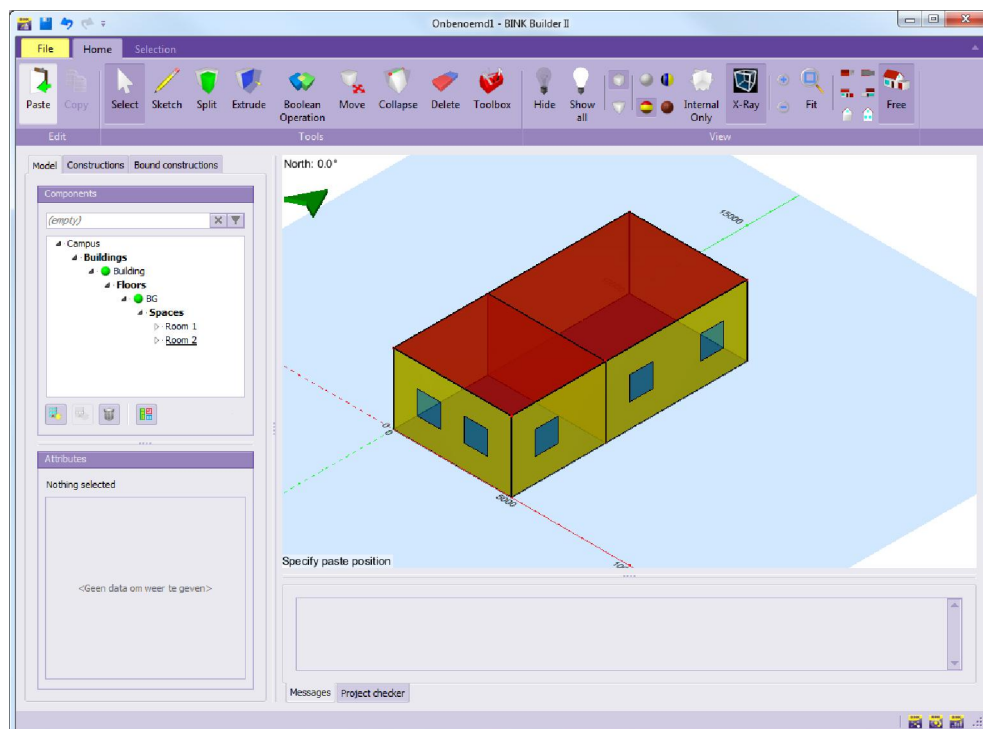 Onbenoemd1 - BINK Builder II
File Home Selection
Paste Copy Select Sketch Split Extrude Boolean Operation Move Collapse Delete Toolbox Hide Show all Internal Only X-Ray Fit Free
Edit Tools View
Model Constructions Bound constructions
Components
(empty)
Campus
Buildings
Building
Floors
BG
Spaces
Room 1
Room 2
Attributes
Nothing selected
<Geen data om weer te geven>
North: 0.0°
15000
5000
Specify paste position
Messages Project checker